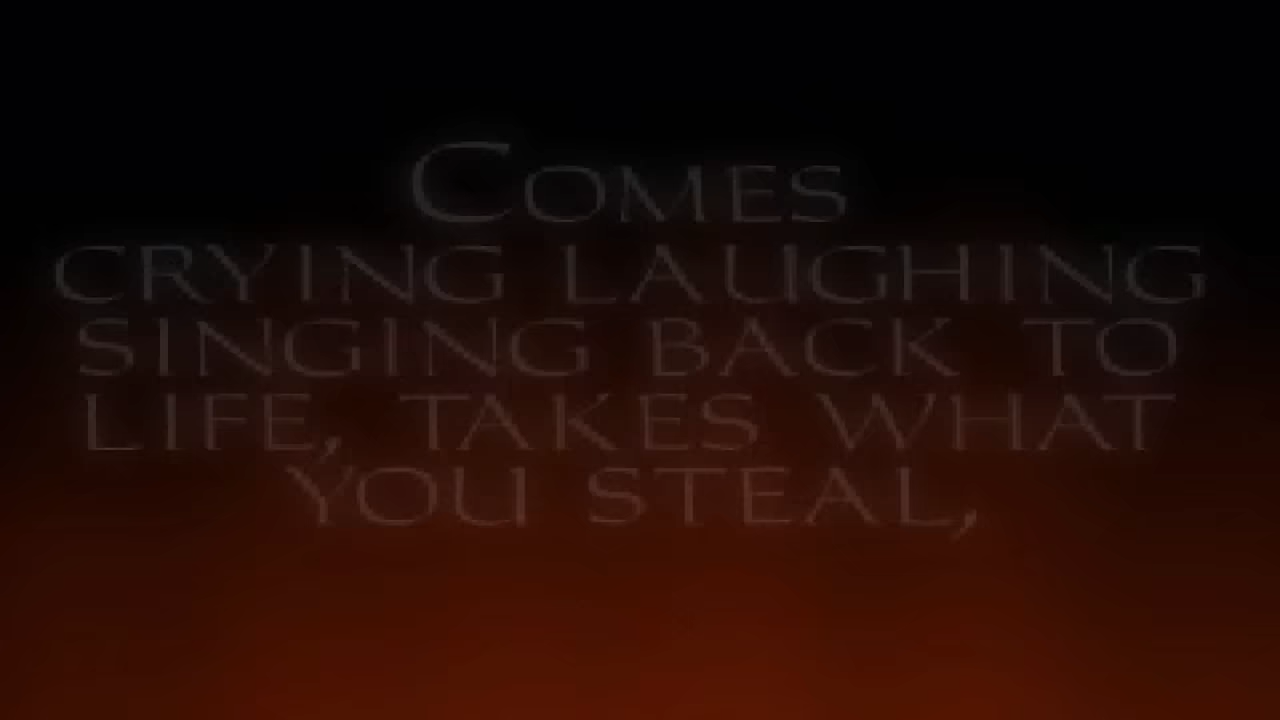 COMES
CRYING LAUGHING
SINGING BACK TO
LIFE, TAKES WHAT
YOU STEAL,